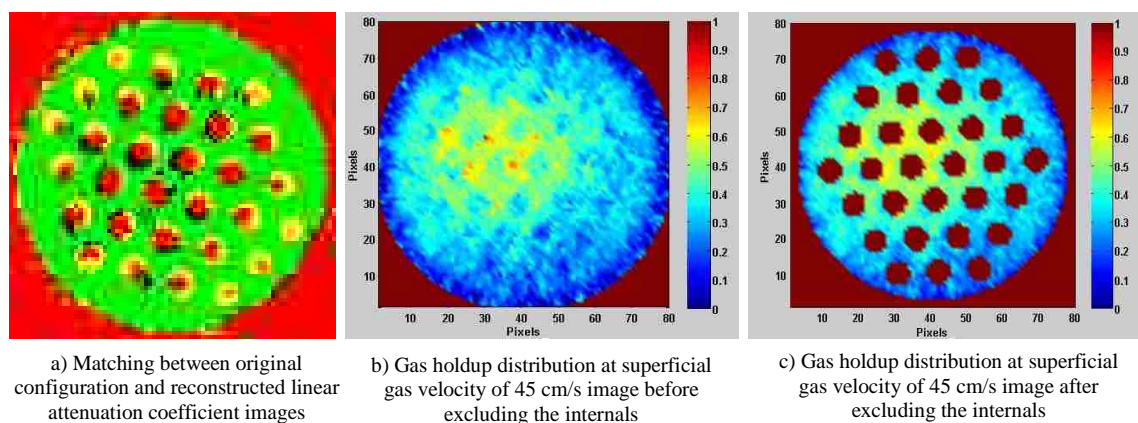 80
70
60
50
40
30
20
10
Pixels
10 20 30 40 50 60 70 80
Pixels
1
0.9
0.8
0.7
0.6
0.5
0.4
0.3
0.2
0.1
0
80
70
60
50
40
30
20
10
Pixels
10 20 30 40 50 60 70 80
Pixels
1
0.9
0.8
0.7
0.6
0.5
0.4
0.3
0.2
0.1
0
a) Matching between original
configuration and reconstructed linear
attenuation coefficient images
b) Gas holdup distribution at superficial
gas velocity of 45 cm/s image before
excluding the internals
c) Gas holdup distribution at superficial
gas velocity of 45 cm/s image after
excluding the internals